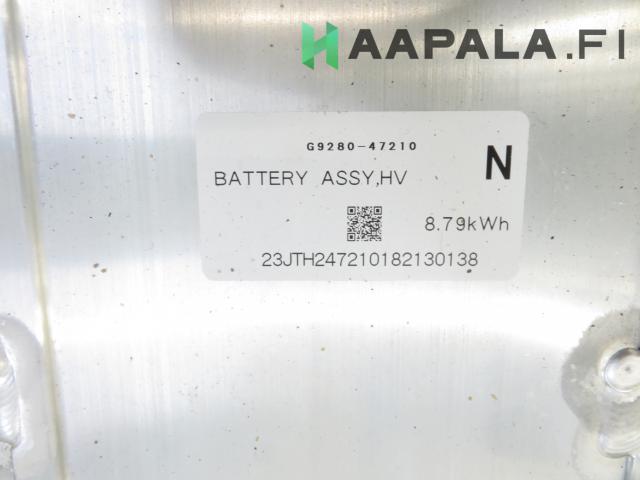 HAAPALA.FI
G9280-47210
BATTERY ASSY,HV N
8.79kWh
23JTH247210182130138